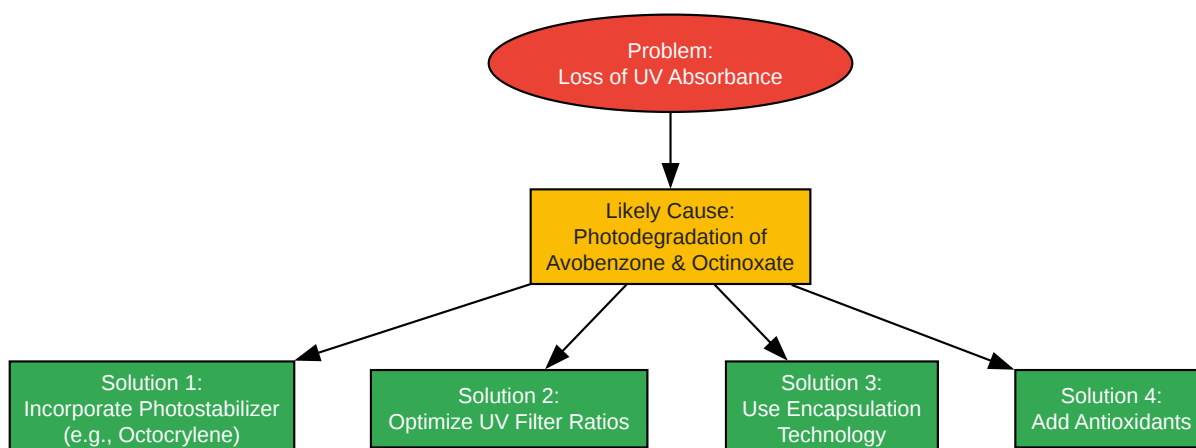 Problem:
Loss of UV Absorbance
Likely Cause:
Photodegradation of
Avobenzone & Octinoxate
Solution 1:
Incorporate Photostabilizer
(e.g., Octocrylene)
Solution 2:
Optimize UV Filter Ratios
Solution 3:
Use Encapsulation
Technology
Solution 4:
Add Antioxidants